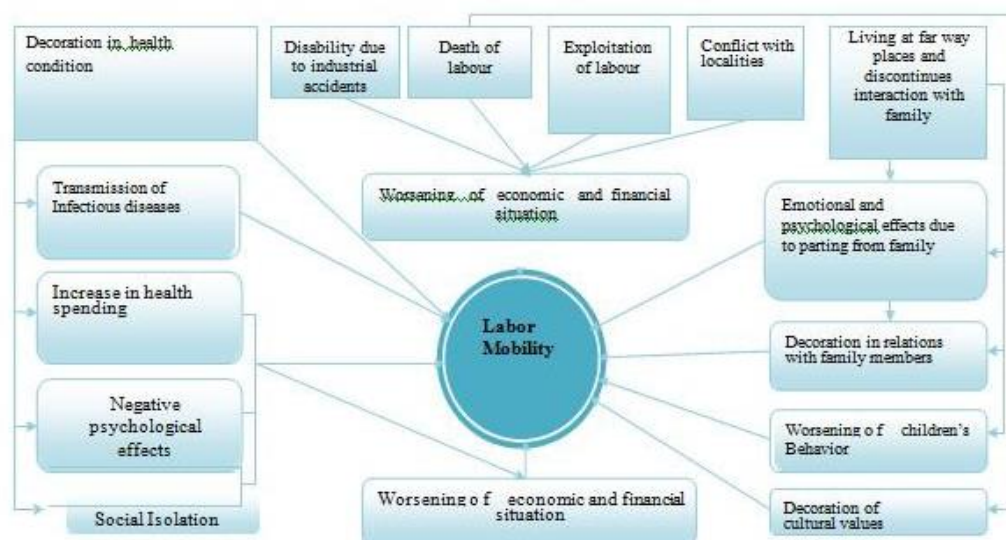 Decoration in health
condition
Disability due
to industrial
accidents
Death of
labour
Exploitation
of labour
Conflict with
localities
Living at far way
places and
discontinues
interaction with
family
Transmission of
Infectious diseases
Worsening of economic and financial
situation
Emotional and
psychological effects due
to parting from family
Increase in health
spending
Labor
Mobility
Decoration in relations
with family members
Negative
psychological
effects
Worsening o f children's
Behavior
Social Isolation
Worsening o f economic and financial
situation
Decoration of
cultural values